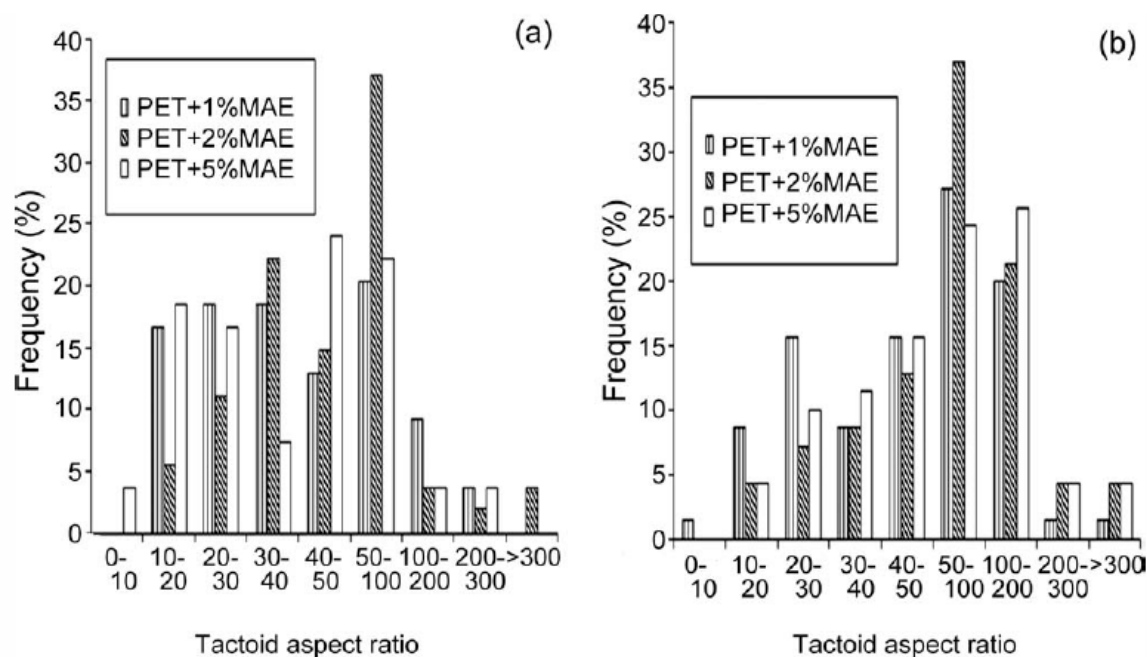 (a)
40
35
30
25
20
15
10
5
0
Frequency (%)
PET+1%MAE
PET+2%MAE
PET+5%MAE
0- 10- 20- 30- 40- 50- 100- 200- >300
10 20 30 40 50 100 200 300
Tactoid aspect ratio
(b)
40
35
30
25
20
15
10
5
0
Frequency (%)
PET+1%MAE
PET+2%MAE
PET+5%MAE
0- 10- 20- 30- 40- 50- 100- 200- >300
10 20 30 40 50 100 200 300
Tactoid aspect ratio